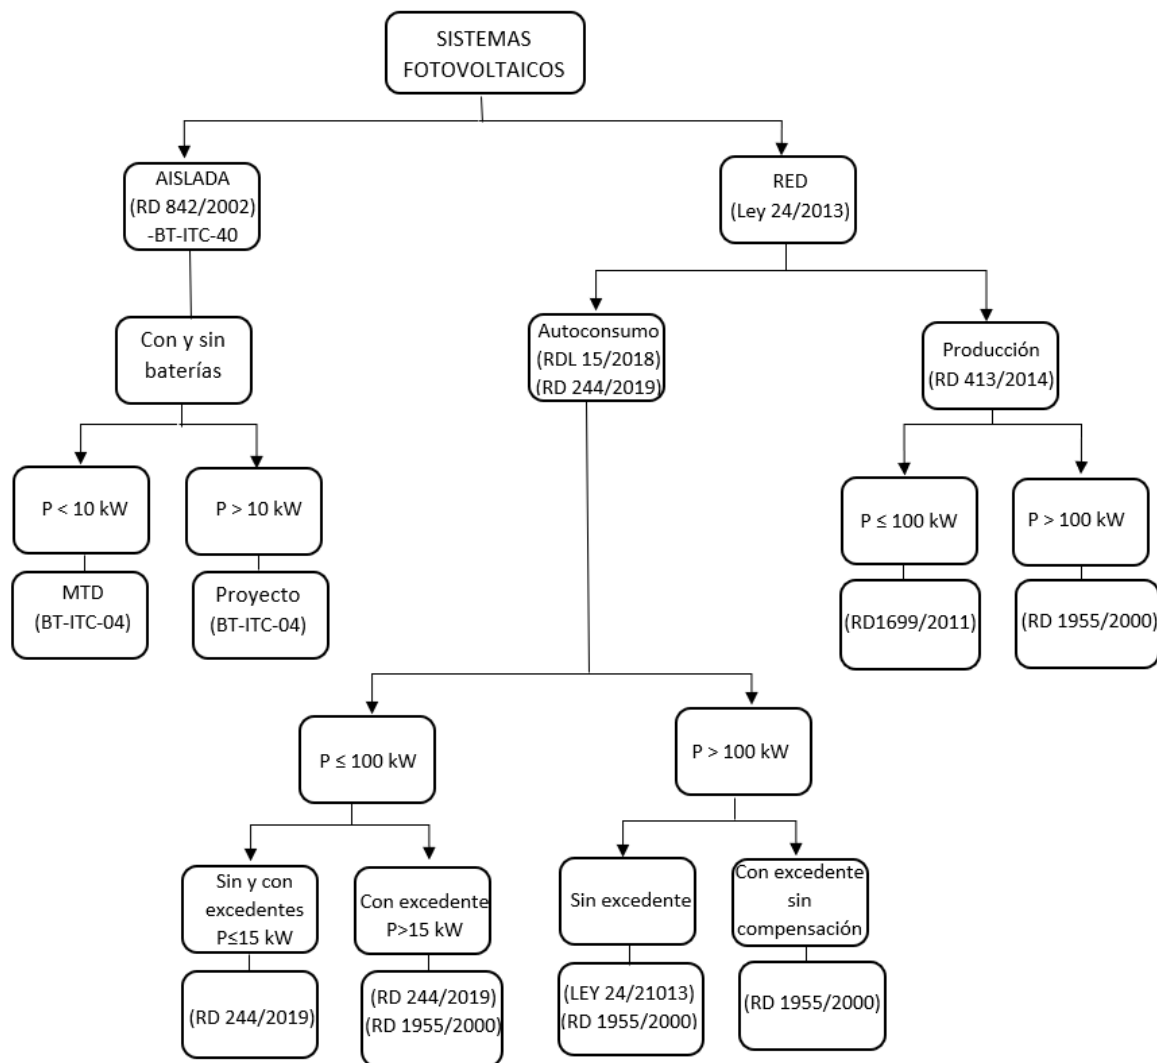 SISTEMAS
FOTOVOLTAICOS
AISLADA
(RD 842/2002)
-BT-ITC-40
RED
(Ley 24/2013)
Con y sin
baterías
Autoconsumo
(RDL 15/2018)
(RD 244/2019)
Producción
(RD 413/2014)
P < 10 kW
P > 10 kW
P ≤ 100 kW
P > 100 kW
MTD
(BT-ITC-04)
Proyecto
(BT-ITC-04)
(RD1699/2011)
(RD 1955/2000)
P ≤ 100 kW
P > 100 kW
Sin y con
excedentes
P≤15 kW
Con excedente
P>15 kW
Sin excedente
Con excedente
sin
compensación
(RD 244/2019)
(RD 244/2019)
(RD 1955/2000)
(LEY 24/21013)
(RD 1955/2000)
(RD 1955/2000)